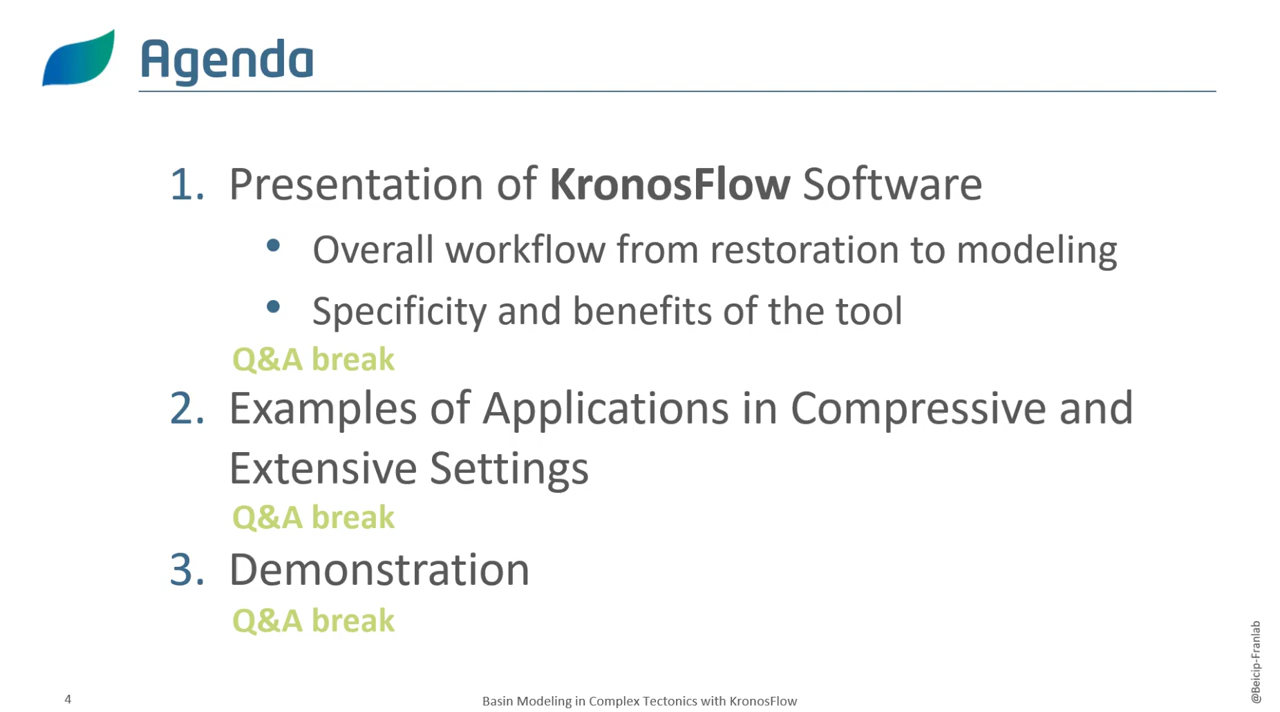 Agenda
1. Presentation of KronosFlow Software
• Overall workflow from restoration to modeling
• Specificity and benefits of the tool
Q&A break
2. Examples of Applications in Compressive and
Extensive Settings
Q&A break
3. Demonstration
Q&A break
4
Basin Modeling in Complex Tectonics with KronosFlow
@Beicip-Franlab